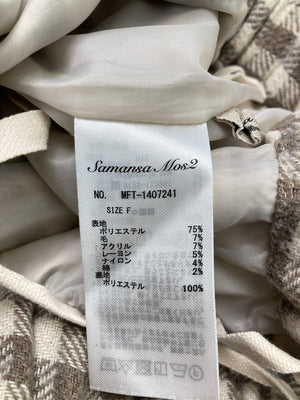 Samansa Mos2
NO. MFT-1407241
SIZE F
表地
ポリエステル 75%
毛 7%
アクリル 7%
レーヨン 5%
ナイロン 4%
綿 2%
裏地
ポリエステル 100%